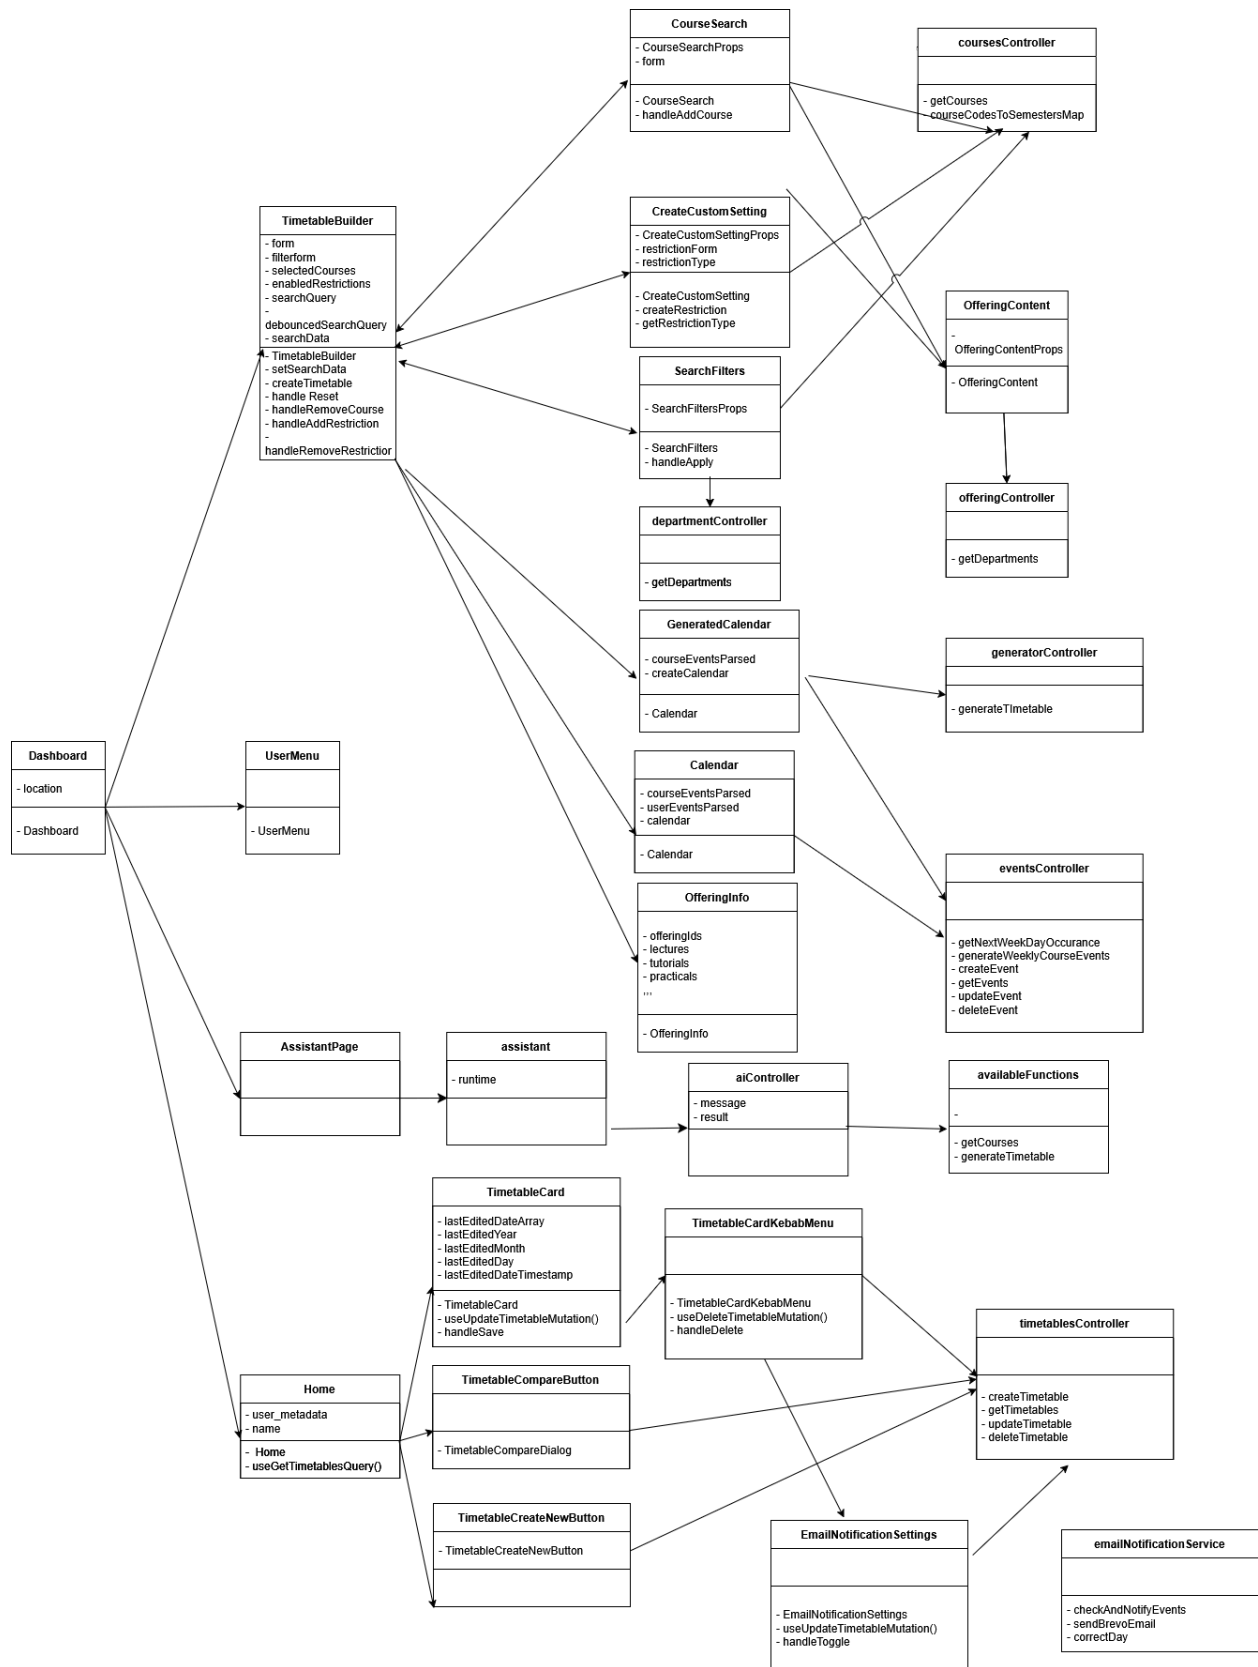 CourseSearch
- CourseSearchProps
- form
- CourseSearch
- handleAddCourse
coursesController
- getCourses
- courseCodesToSemestersMap
TimetableBuilder
- form
- filterform
- selectedCourses
- enabledRestrictions
- searchQuery
-
debouncedSearchQuery
- searchData
- TimetableBuilder
- setSearchData
- createTimetable
- handle Reset
- handleRemoveCourse
- handleAddRestriction
-
handleRemoveRestrictior
CreateCustomSetting
- CreateCustomSettingProps
- restrictionForm
- restrictionType
- CreateCustomSetting
- createRestriction
- getRestrictionType
OfferingContent
-
OfferingContentProps
- OfferingContent
SearchFilters
- SearchFiltersProps
- SearchFilters
- handleApply
offeringController
- getDepartments
departmentController
- getDepartments
GeneratedCalendar
- courseEventsParsed
- createCalendar
- Calendar
generatorController
- generateTImetable
Dashboard
- location
- Dashboard
UserMenu
- UserMenu
Calendar
- courseEventsParsed
- userEventsParsed
- calendar
- Calendar
eventsController
- getNextWeekDayOccurance
- generateWeeklyCourseEvents
- createEvent
- getEvents
- updateEvent
- deleteEvent
OfferingInfo
- offeringIds
- lectures
- tutorials
- practicals
,,,
- OfferingInfo
AssistantPage
assistant
- runtime
aiController
- message
- result
availableFunctions
-
- getCourses
- generateTimetable
TimetableCard
- lastEditedDateArray
- lastEditedYear
- lastEditedMonth
- lastEditedDay
- lastEditedDateTimestamp
- TimetableCard
- useUpdateTimetableMutation()
- handleSave
TimetableCardKebabMenu
- TimetableCardKebabMenu
- useDeleteTimetableMutation()
- handleDelete
timetablesController
- createTimetable
- getTimetables
- updateTimetable
- deleteTimetable
Home
- user_metadata
- name
- Home
- useGetTimetablesQuery()
TimetableCompareButton
- TimetableCompareDialog
TimetableCreateNewButton
- TimetableCreateNewButton
EmailNotificationSettings
- EmailNotificationSettings
- useUpdateTimetableMutation()
- handleToggle
emailNotificationService
- checkAndNotifyEvents
- sendBrevoEmail
- correctDay